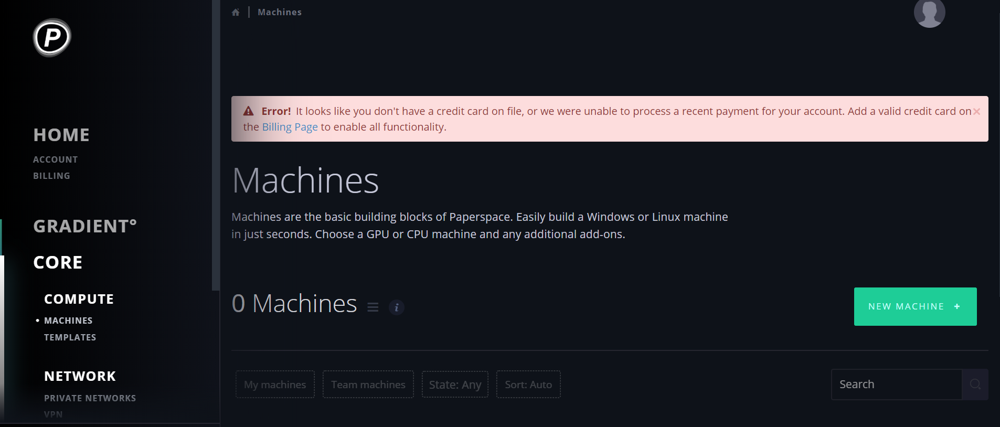 P
HOME
ACCOUNT
BILLING
GRADIENT°
CORE
COMPUTE
• MACHINES
TEMPLATES
NETWORK
PRIVATE NETWORKS
VPN
Machines
Error! It looks like you don't have a credit card on file, or we were unable to process a recent payment for your account. Add a valid credit card on
the Billing Page to enable all functionality.
Machines
Machines are the basic building blocks of Paperspace. Easily build a Windows or Linux machine
in just seconds. Choose a GPU or CPU machine and any additional add-ons.
0 Machines i
NEW MACHINE +
My machines Team machines State: Any Sort: Auto Search